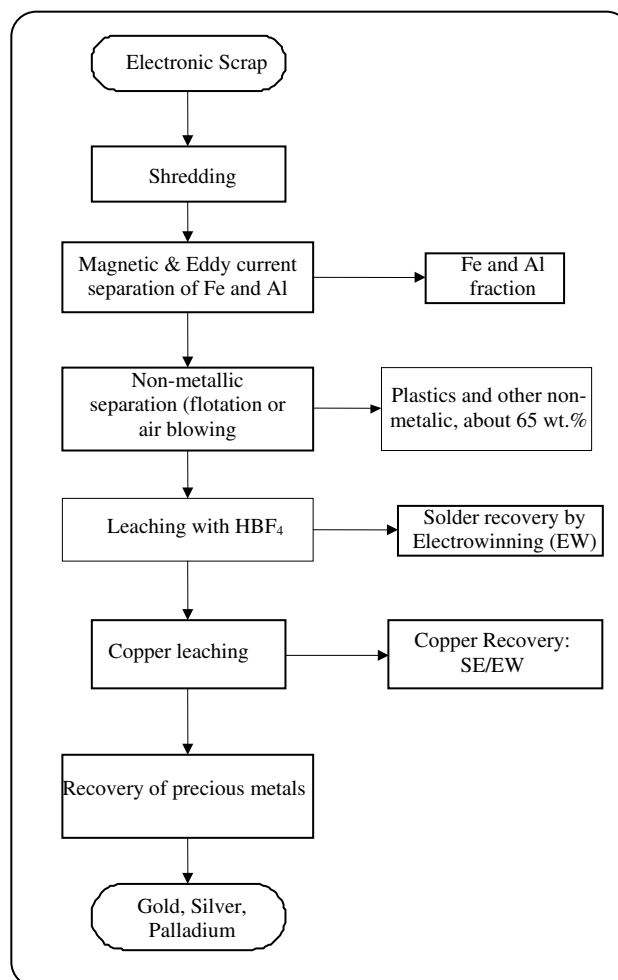 Electronic Scrap
Shredding
Magnetic & Eddy current
separation of Fe and Al
Fe and Al
fraction
Non-metallic
separation (flotation or
air blowing
Plastics and other non-
metalic, about 65 wt.%
Leaching with HBF₄
Solder recovery by
Electrowinning (EW)
Copper leaching
Copper Recovery:
SE/EW
Recovery of precious metals
Gold, Silver,
Palladium